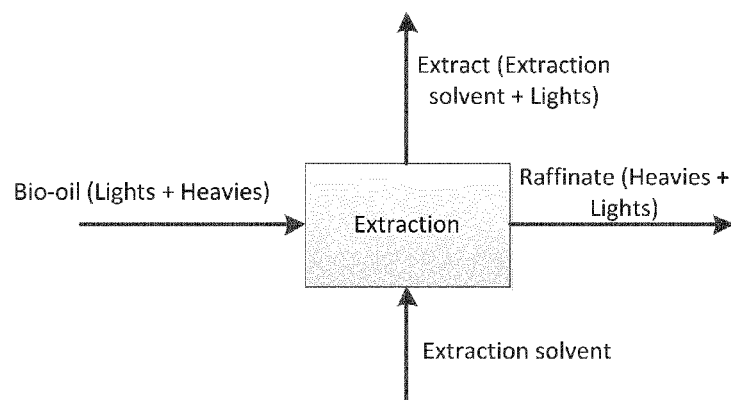 Extract (Extraction
solvent + Lights)
Bio-oil (Lights + Heavies)
Raffinate (Heavies +
Lights)
Extraction
Extraction solvent